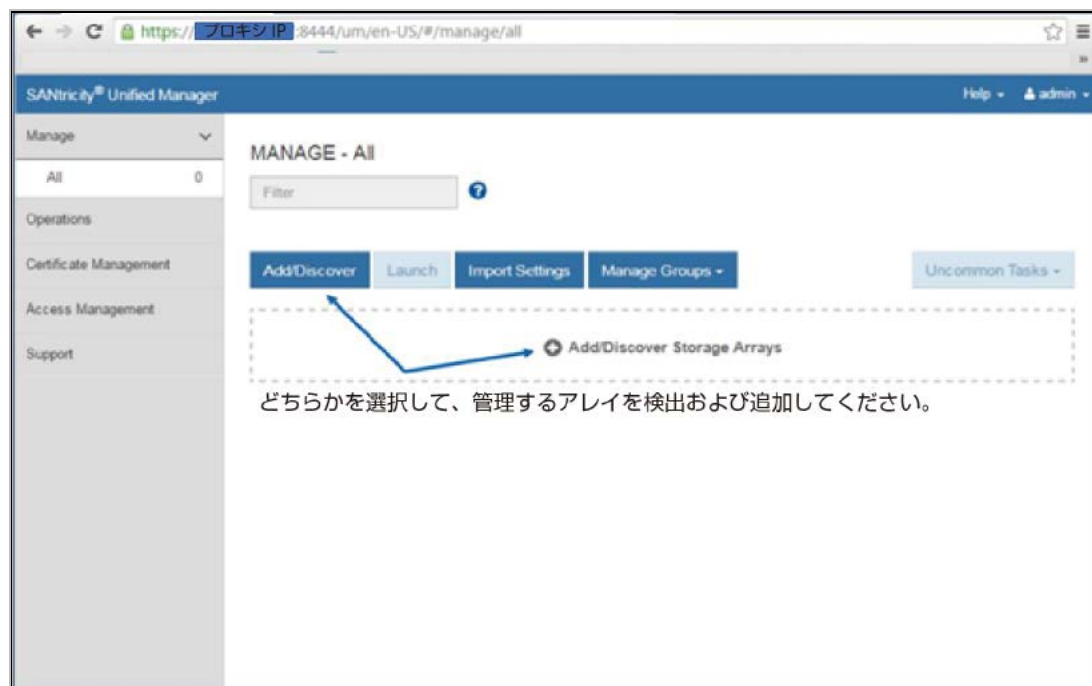 https://プロキシ IP:8444/um/en-US/#/manage/all
SANtricity® Unified Manager
Help
admin
Manage
All 0
Operations
Certificate Management
Access Management
Support
MANAGE - All
Filter
?
Add/Discover
Launch
Import Settings
Manage Groups
Uncommon Tasks
Add/Discover Storage Arrays
どちらかを選択して、管理するアレイを検出および追加してください。